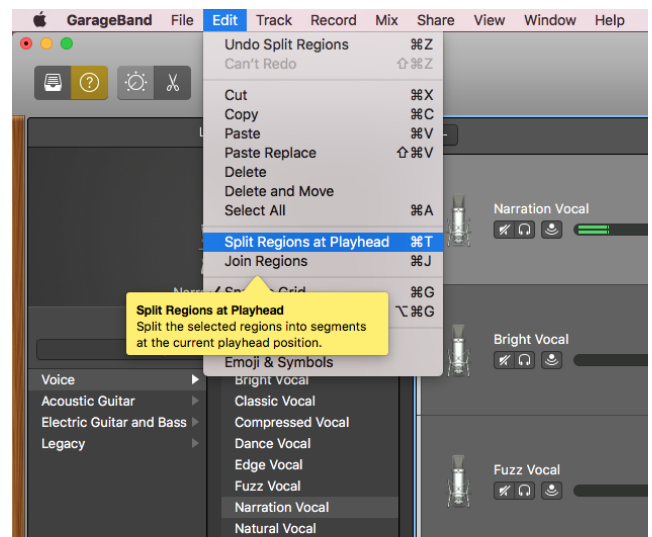 GarageBand File Edit Track Record Mix Share View Window Help
Undo Split Regions ⌘Z
Can't Redo ⇧⌘Z
Cut ⌘X
Copy ⌘C
Paste ⌘V
Paste Replace ⇧⌘V
Delete
Delete and Move
Select All ⌘A
Split Regions at Playhead ⌘T
Join Regions ⌘J
⌘G
⌥⌘G
Emoji & Symbols
Split Regions at Playhead
Split the selected regions into segments
at the current playhead position.
Voice
Acoustic Guitar
Electric Guitar and Bass
Legacy
Bright Vocal
Classic Vocal
Compressed Vocal
Dance Vocal
Edge Vocal
Fuzz Vocal
Narration Vocal
Natural Vocal
Narration Vocal
Bright Vocal
Fuzz Vocal